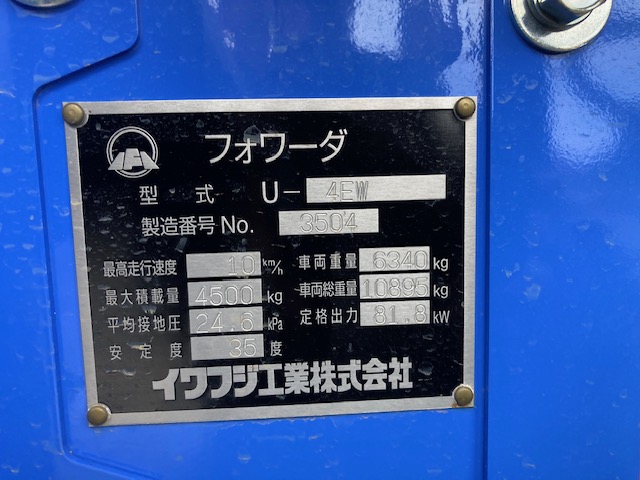 フォワーダ
型式 U-4EW
製造番号No. 3504
最高走行速度 10 km/h 車両重量 6340 kg
最大積載量 4500 kg 車両総重量 10895 kg
平均接地圧 24.8 kPa 定格出力 81.8 kW
安定度 35 度
イワフジ工業株式会社